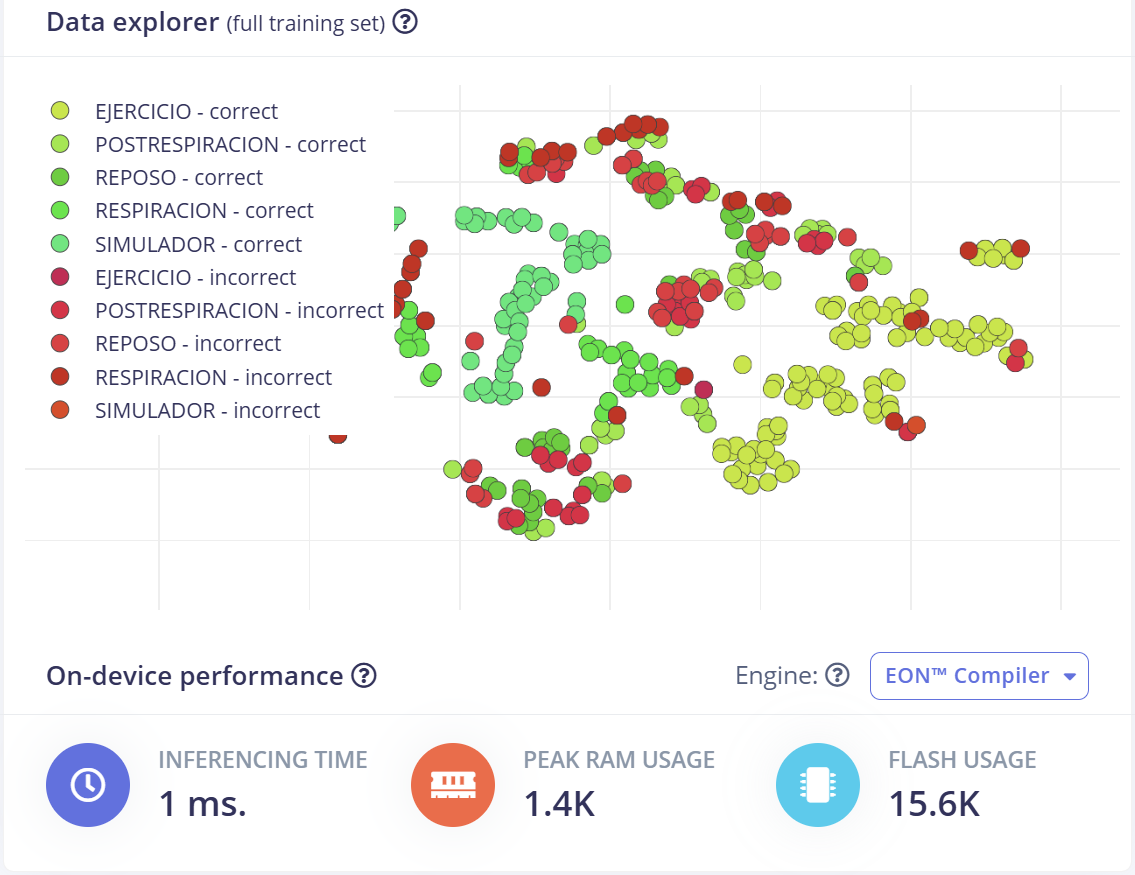 Data explorer (full training set) ?
EJERCICIO - correct
POSTRESPIRACION - correct
REPOSO - correct
RESPIRACION - correct
SIMULADOR - correct
EJERCICIO - incorrect
POSTRESPIRACION - incorrect
REPOSO - incorrect
RESPIRACION - incorrect
SIMULADOR - incorrect
On-device performance ?
Engine: ? EON™ Compiler
INFERENCING TIME
1 ms.
PEAK RAM USAGE
1.4K
FLASH USAGE
15.6K